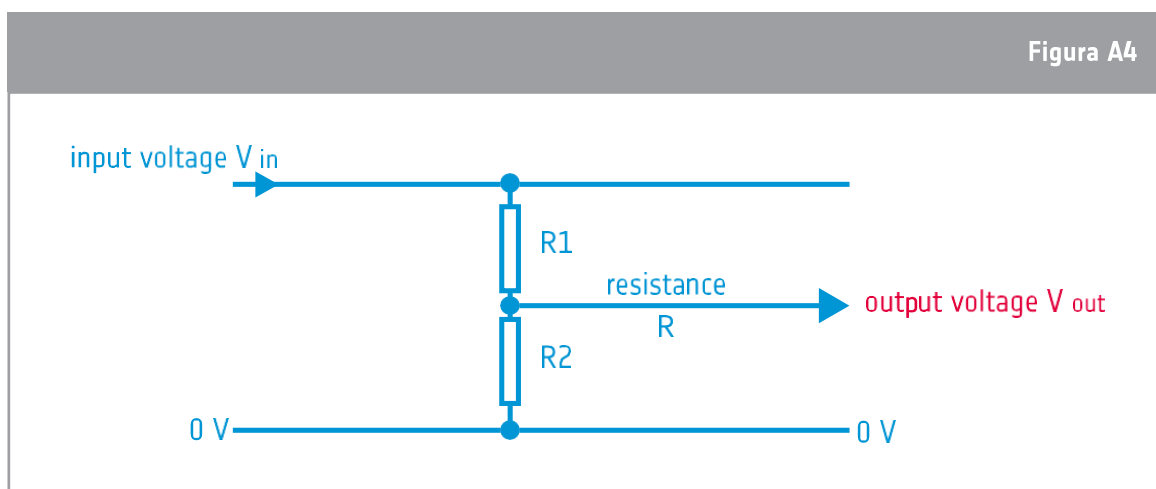 Figura A4
input voltage V in
R1
resistance
R
output voltage V out
R2
0 V
0 V